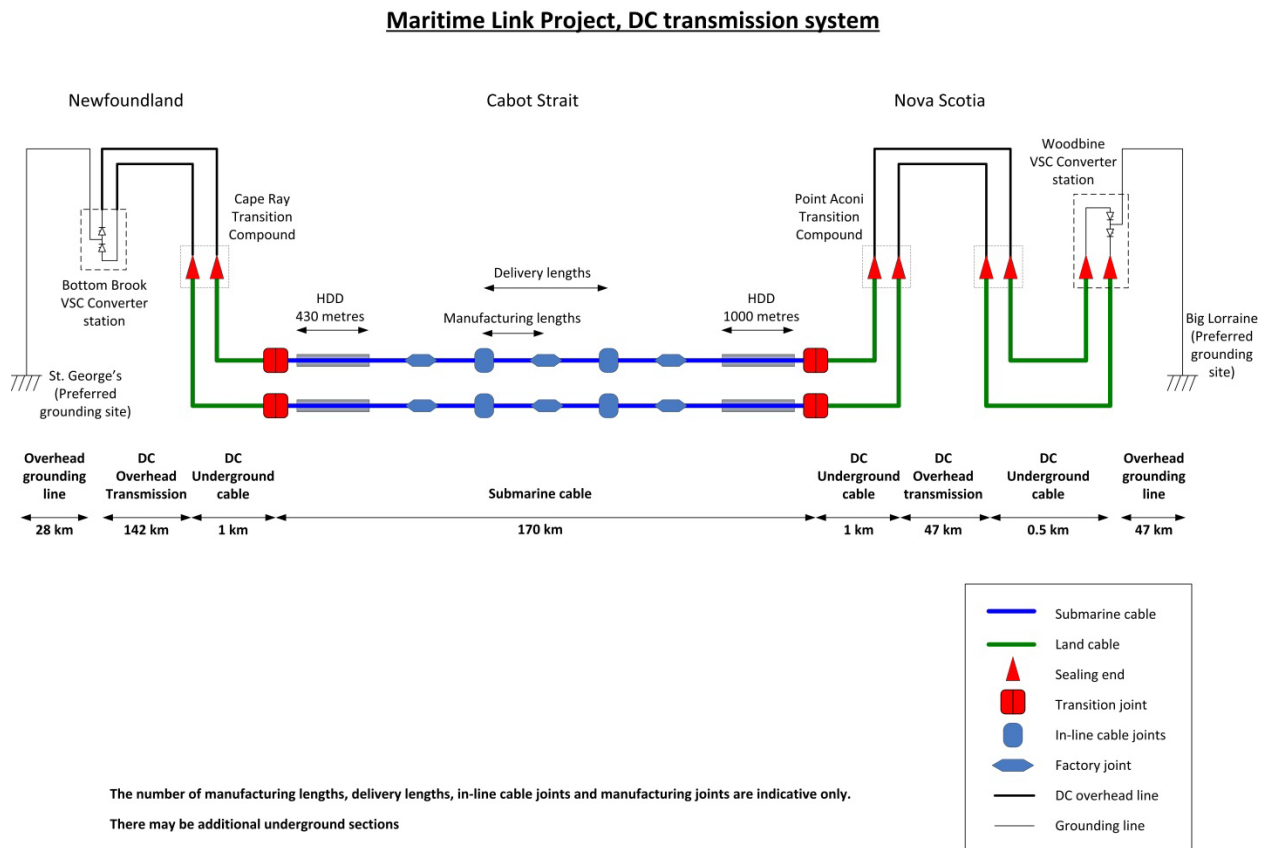 Maritime Link Project, DC transmission system
Newfoundland
Cabot Strait
Nova Scotia
Woodbine
VSC Converter
station
Cape Ray
Transition
Compound
Point Aconi
Transition
Compound
Bottom Brook
VSC Converter
station
Delivery lengths
HDD
430 metres
Manufacturing lengths
HDD
1000 metres
Big Lorraine
(Preferred
grounding
site)
St. George's
(Preferred
grounding site)
Overhead
grounding
line
28 km
DC
Overhead
Transmission
142 km
DC
Underground
cable
1 km
Submarine cable
170 km
DC
Underground
cable
1 km
DC
Overhead
transmission
47 km
DC
Underground
cable
0.5 km
Overhead
grounding
line
47 km
Submarine cable
Land cable
Sealing end
Transition joint
In-line cable joints
Factory joint
DC overhead line
Grounding line
The number of manufacturing lengths, delivery lengths, in-line cable joints and manufacturing joints are indicative only.
There may be additional underground sections